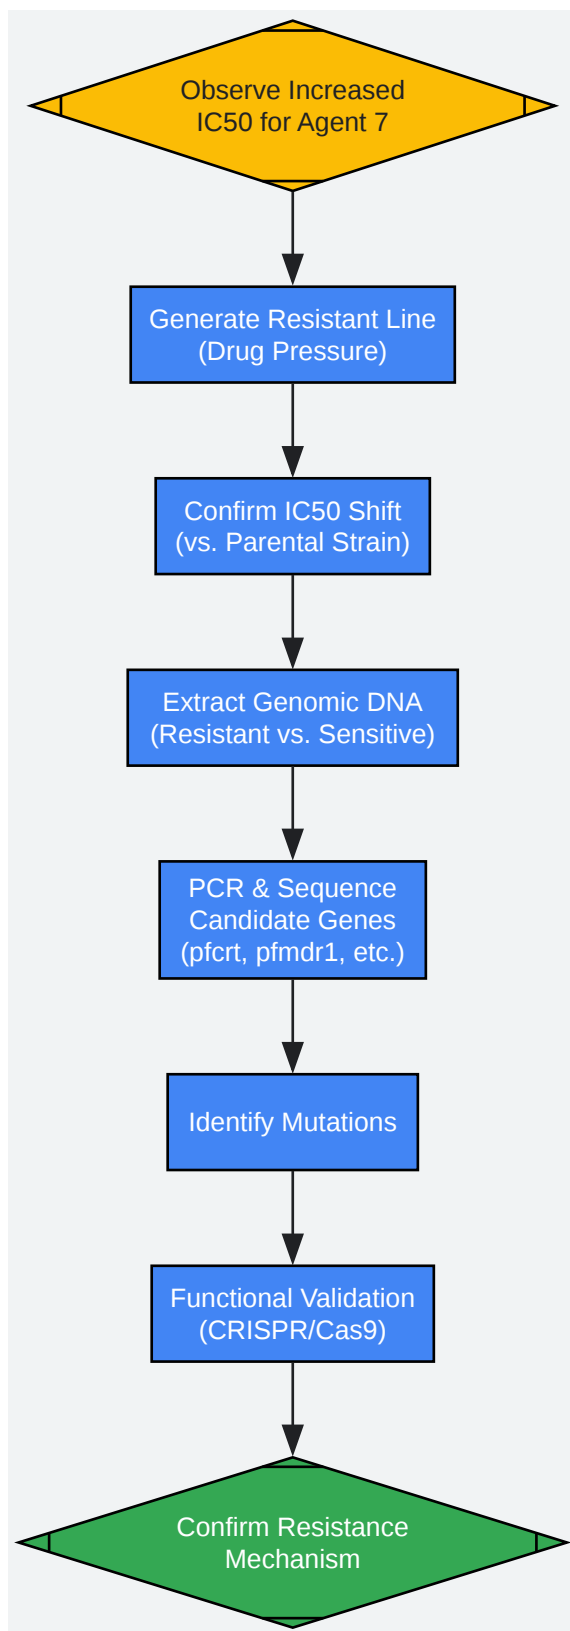 Observe Increased
IC50 for Agent 7
Generate Resistant Line
(Drug Pressure)
Confirm IC50 Shift
(vs. Parental Strain)
Extract Genomic DNA
(Resistant vs. Sensitive)
PCR & Sequence
Candidate Genes
(pfcrt, pfmdr1, etc.)
Identify Mutations
Functional Validation
(CRISPR/Cas9)
Confirm Resistance
Mechanism